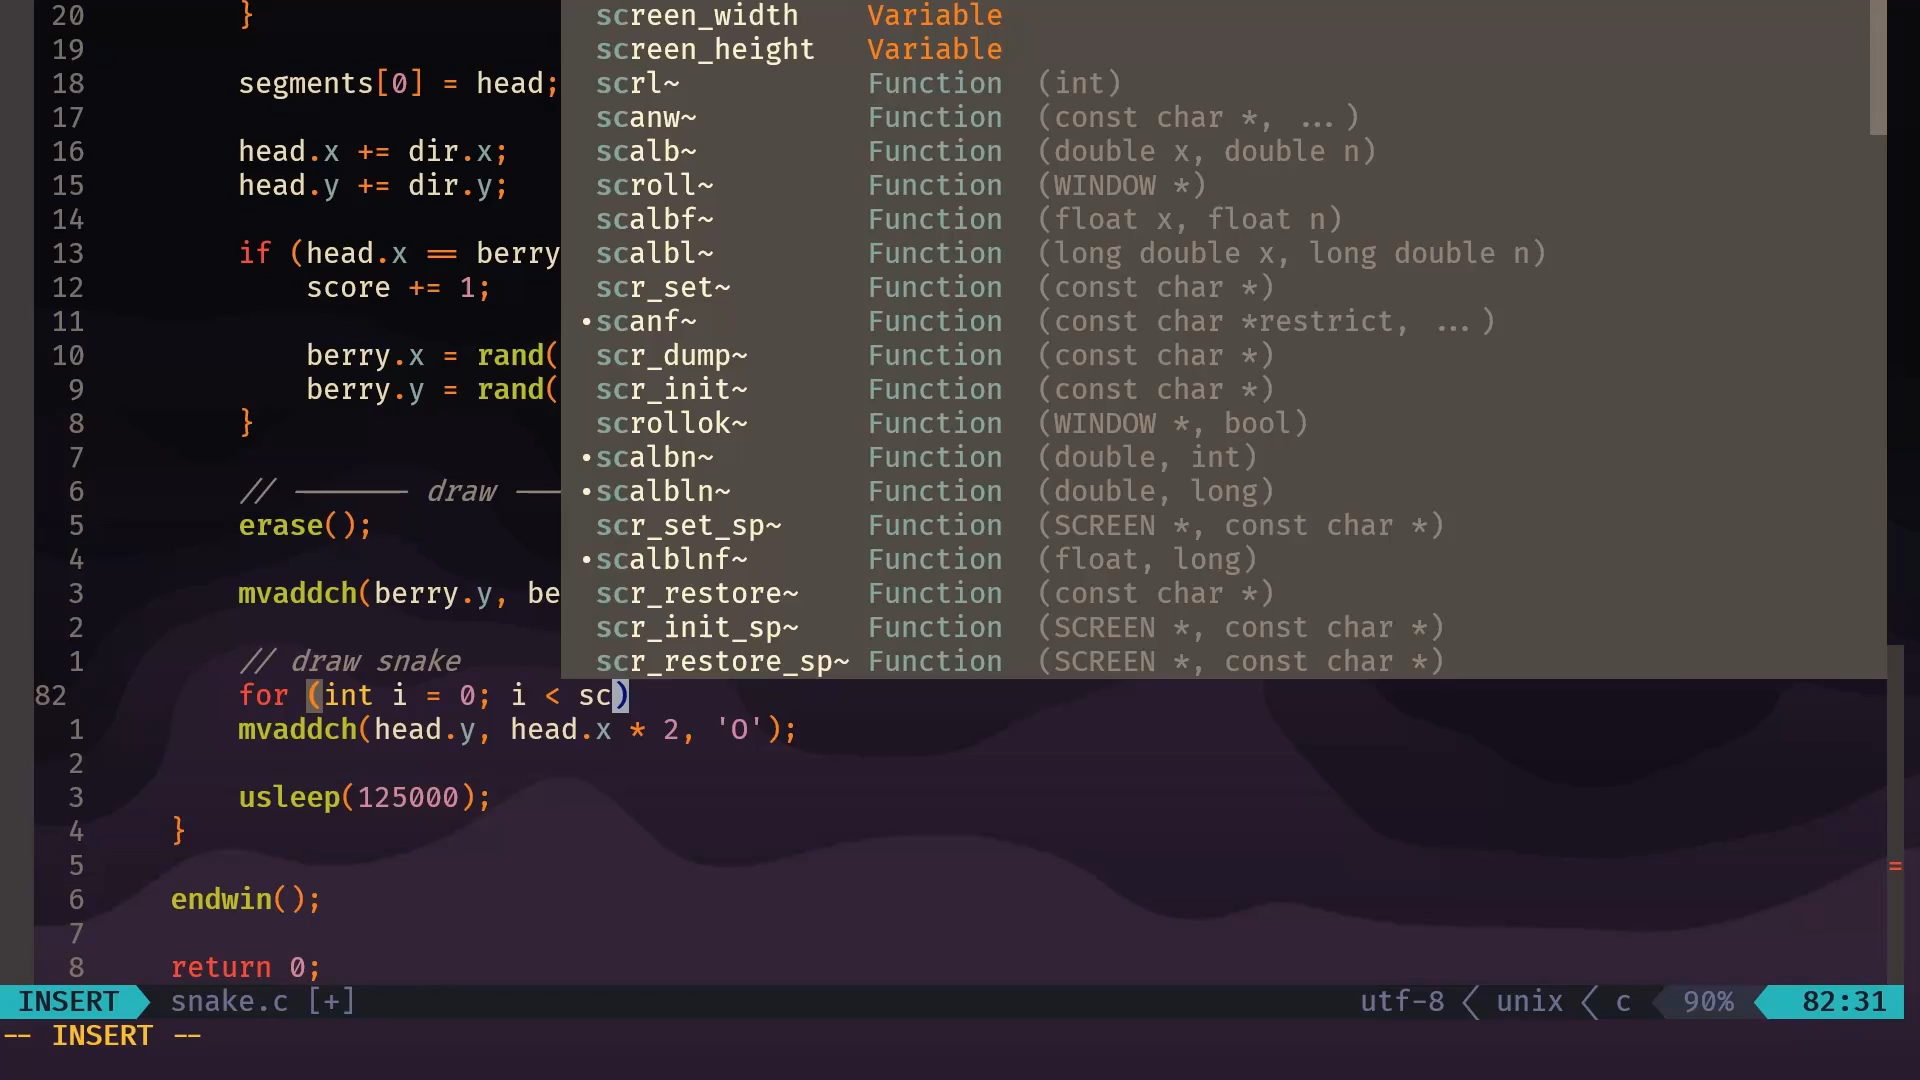 20 } screen_width Variable
19 screen_height Variable
18 segments[0] = head; scrl~ Function (int)
17 scanw~ Function (const char *, ...)
16 head.x += dir.x; scalb~ Function (double x, double n)
15 head.y += dir.y; scroll~ Function (WINDOW *)
14 scalbf~ Function (float x, float n)
13 if (head.x == berry scalbl~ Function (long double x, long double n)
12 score += 1; scr_set~ Function (const char *)
11 •scanf~ Function (const char *restrict, ...)
10 berry.x = rand( scr_dump~ Function (const char *)
9 berry.y = rand( scr_init~ Function (const char *)
8 } scrollok~ Function (WINDOW *, bool)
7 •scalbn~ Function (double, int)
6 // ——— draw — •scalbln~ Function (double, long)
5 erase(); scr_set_sp~ Function (SCREEN *, const char *)
4 •scalblnf~ Function (float, long)
3 mvaddch(berry.y, be scr_restore~ Function (const char *)
2 scr_init_sp~ Function (SCREEN *, const char *)
1 // draw snake scr_restore_sp~ Function (SCREEN *, const char *)
82 for (int i = 0; i < sc)
1 mvaddch(head.y, head.x * 2, 'O');
2
3 usleep(125000);
4 }
5
6 endwin();
7
8 return 0;
INSERT snake.c [+] utf-8 unix c 90% 82:31
-- INSERT --